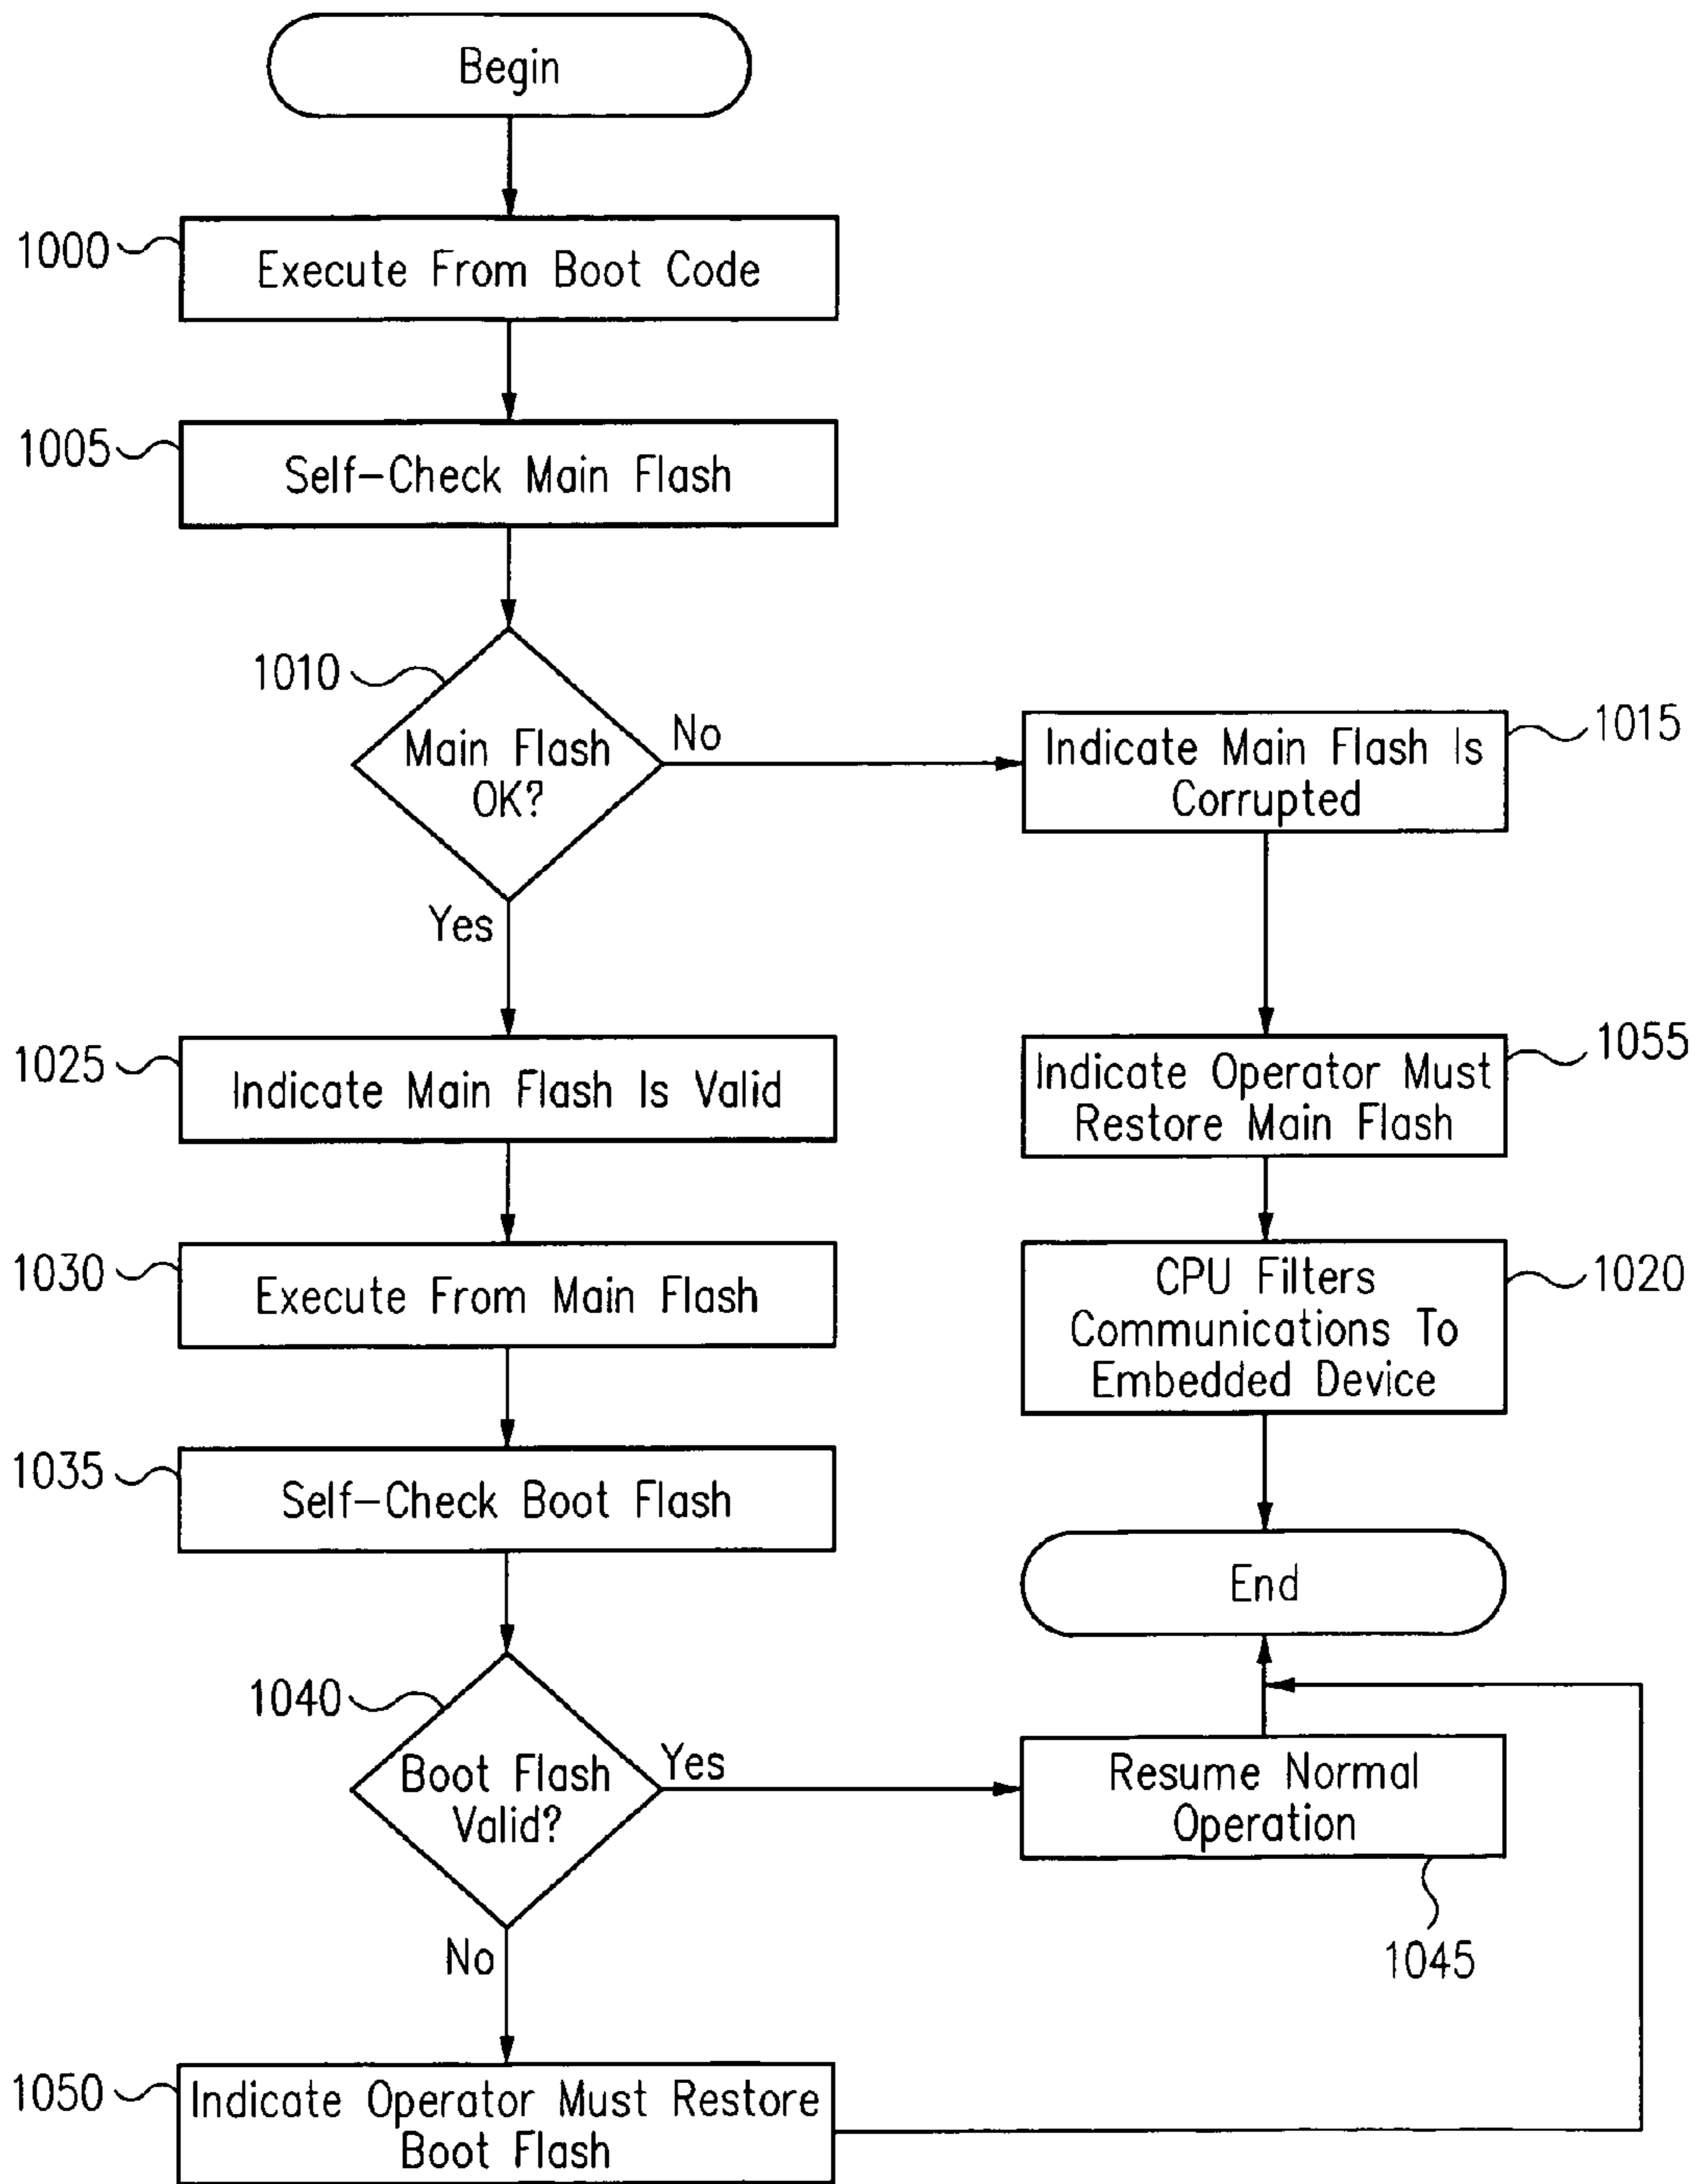 Begin
1000
Execute From Boot Code
1005
Self-Check Main Flash
1010
Main Flash
OK?
No
Yes
1015
Indicate Main Flash Is
Corrupted
1025
Indicate Main Flash Is Valid
1055
Indicate Operator Must
Restore Main Flash
1030
Execute From Main Flash
1020
CPU Filters
Communications To
Embedded Device
1035
Self-Check Boot Flash
End
1040
Boot Flash
Valid?
Yes
No
Resume Normal
Operation
1045
1050
Indicate Operator Must Restore
Boot Flash